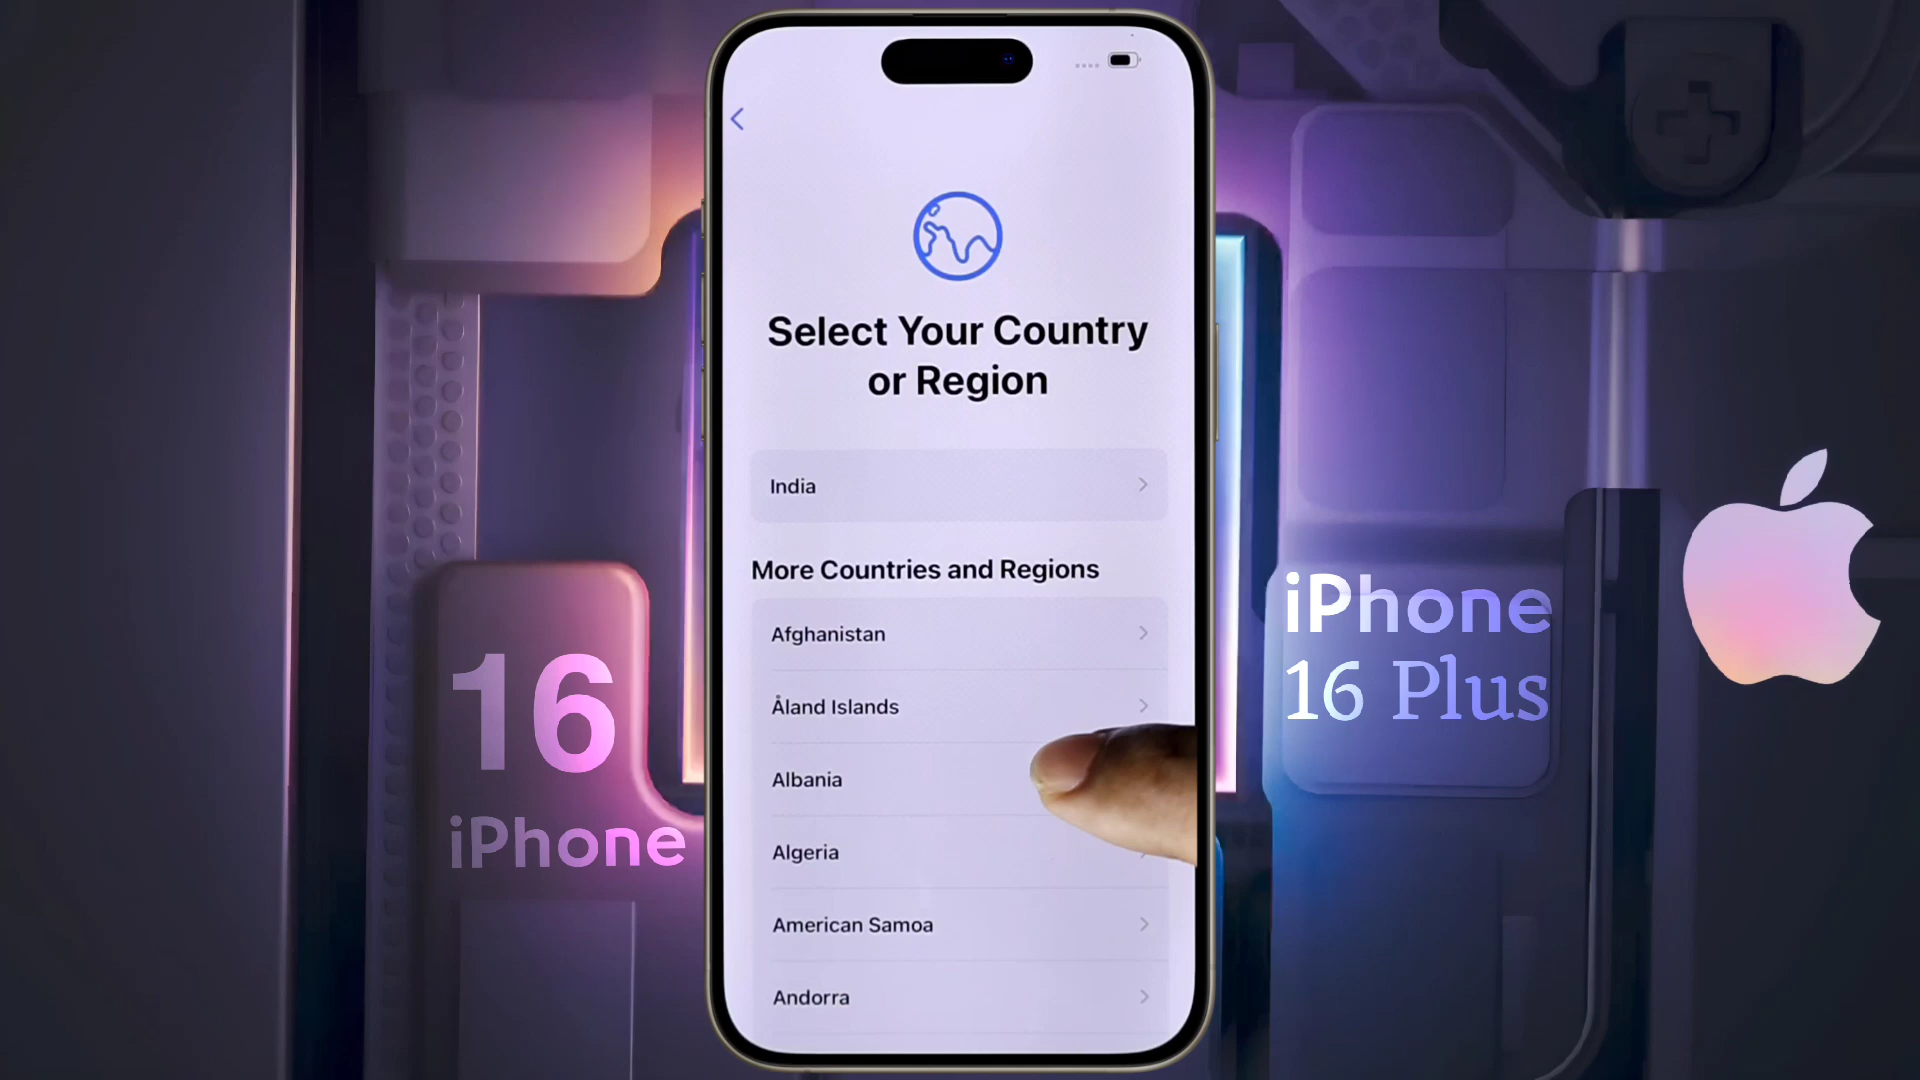 Select Your Country
or Region
India
More Countries and Regions
Afghanistan
Åland Islands
Albania
Algeria
American Samoa
Andorra
16
iPhone
iPhone
16 Plus